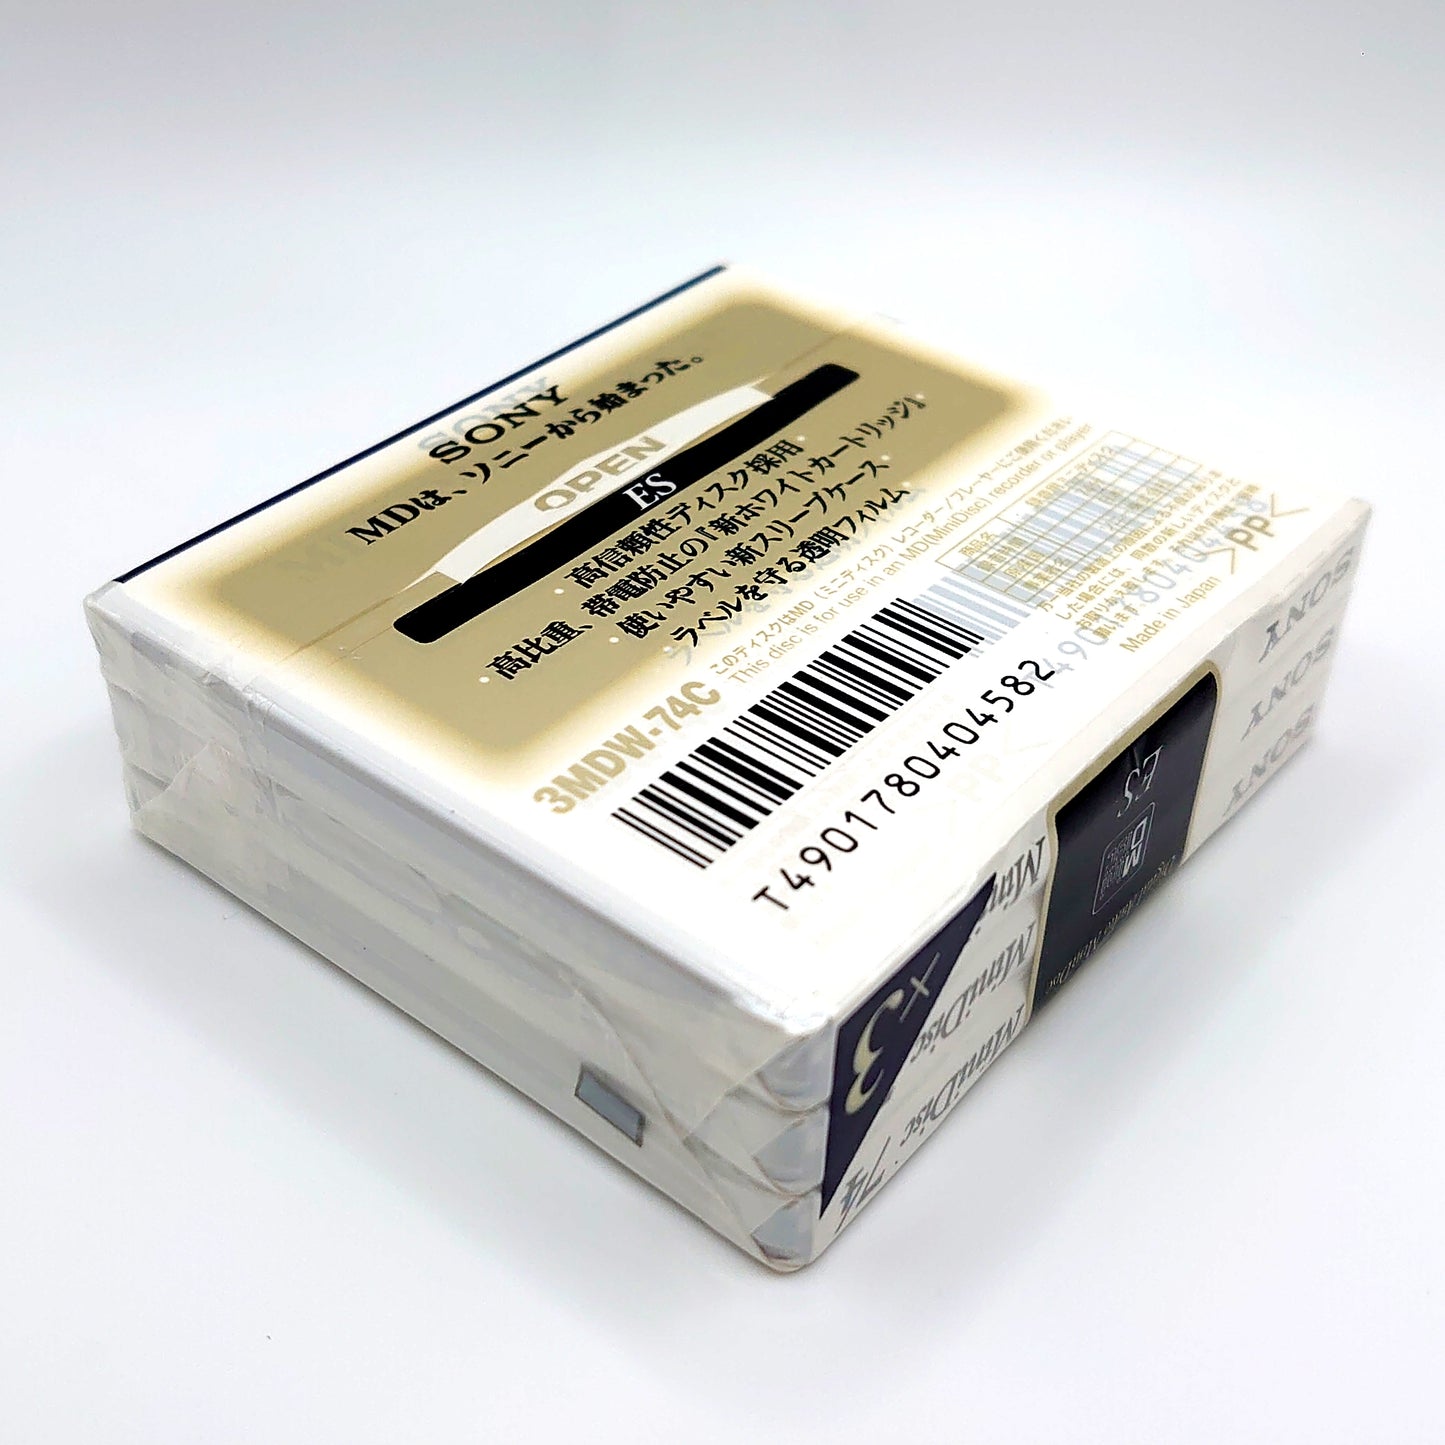 SONY
MDは、ソニーから始まった。
OPEN
ES
・高信頼性ディスク採用
・高比重、帯電防止の『新ホワイトカートリッジ』
・使いやすい新スリーブケース
・ラベルを守る透明フィルム
3MDW-74C
このディスクはMD（ミニディスク）レコーダー／プレーヤーにご使用ください
This disc is for use in an MD(MiniDisc) recorder or player
T4901780404582
PP
Made in Japan
×3
MiniDisc
ES
SONY
MiniDisc
SONY
74
MiniDisc
SONY